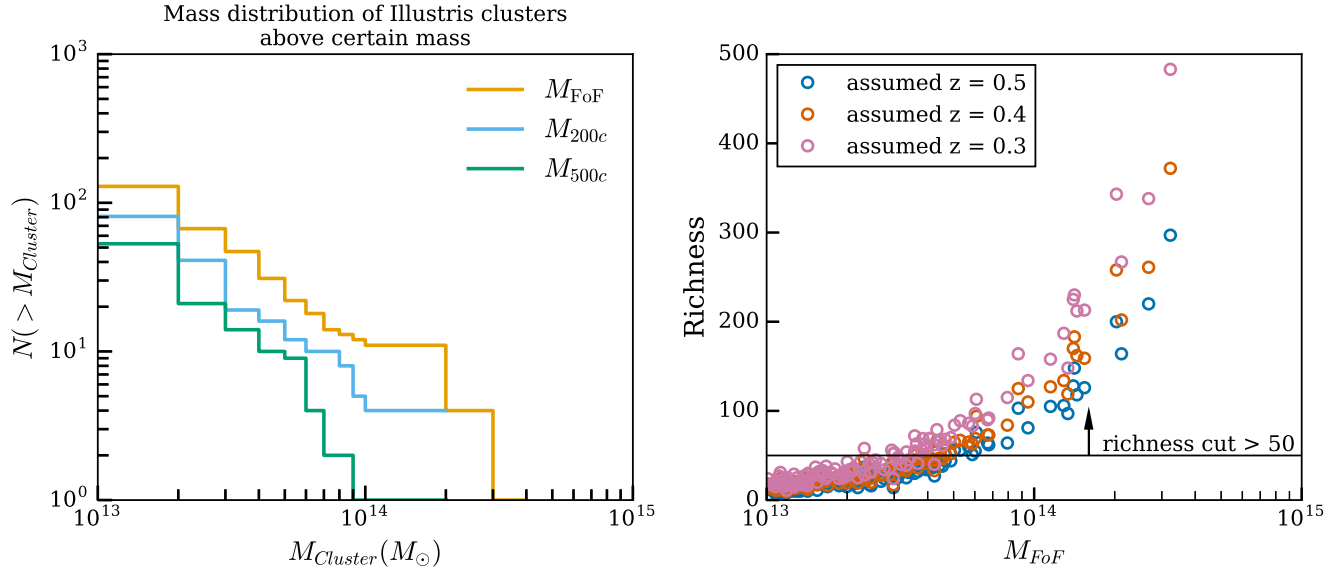 Mass distribution of Illustris clusters
above certain mass
10^3
10^2
10^1
10^0
N(> M_Cluster)
M_FoF
M_200c
M_500c
10^13
10^14
10^15
M_Cluster(M_⊙)
500
400
300
200
100
0
Richness
assumed z = 0.5
assumed z = 0.4
assumed z = 0.3
richness cut > 50
10^13
10^14
10^15
M_FoF